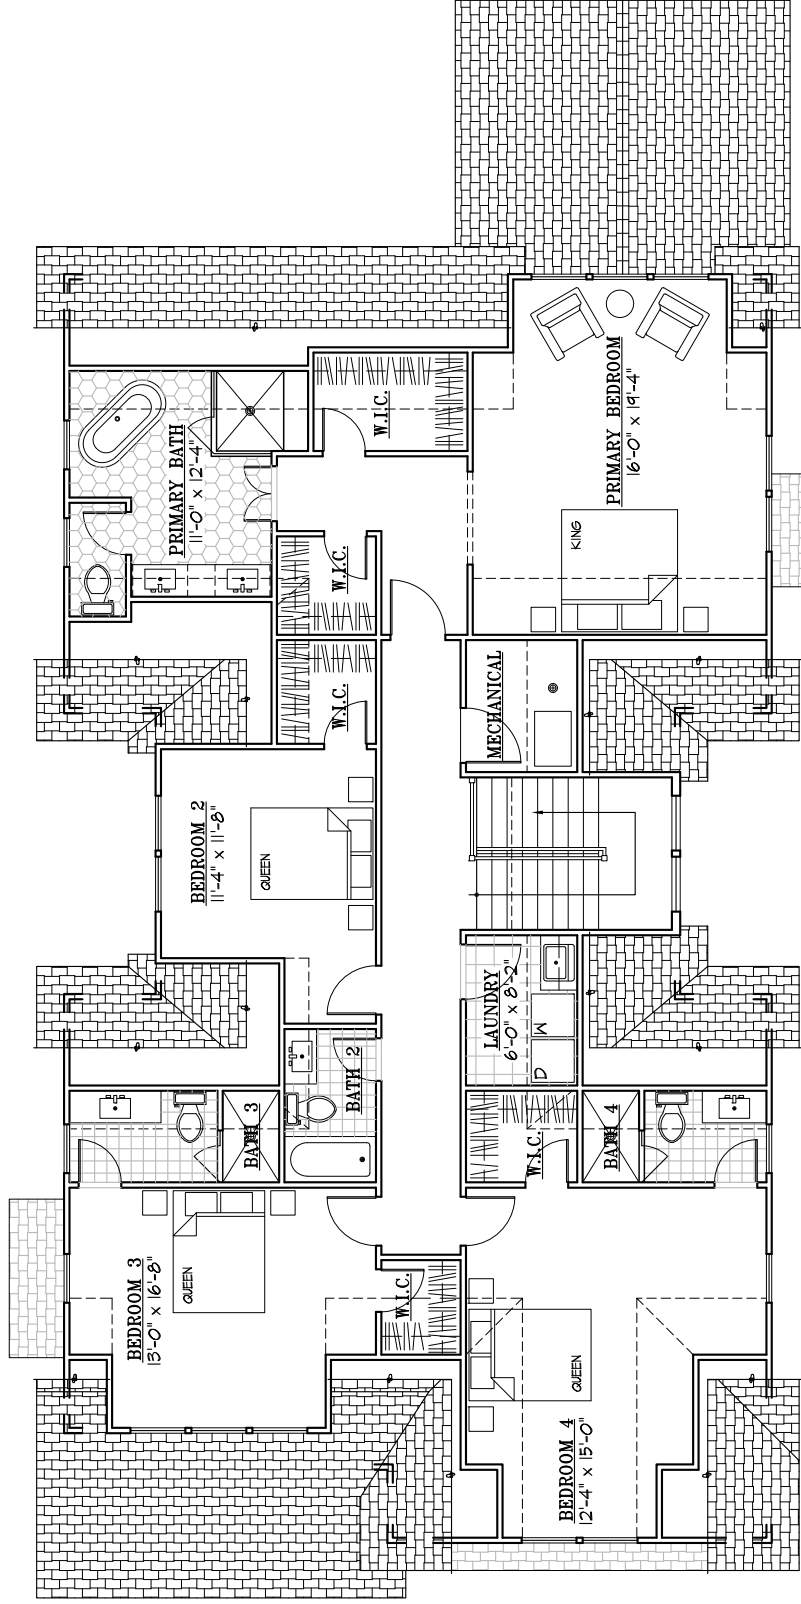 PRIMARY BEDROOM
16'-0" x 19'-4"
KING
W.I.C.
PRIMARY BATH
11'-0" x 12'-4"
W.I.C.
W.I.C.
MECHANICAL
BEDROOM 2
11'-4" x 11'-8"
QUEEN
LAUNDRY
6'-0" x 8'-2"
M
D
BATH 2
BATH 3
W.I.C.
BATH 4
BEDROOM 3
13'-0" x 16'-8"
QUEEN
W.I.C.
QUEEN
BEDROOM 4
12'-4" x 15'-0"